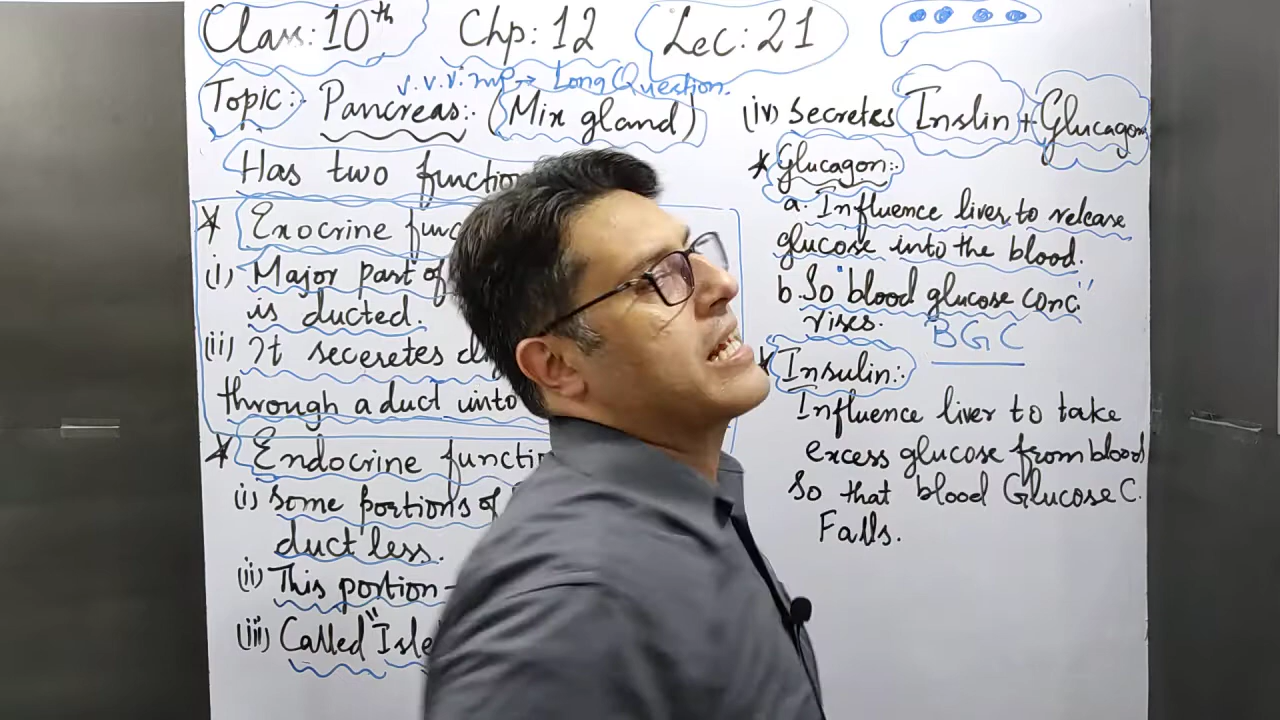 Class: 10th Chp: 12 Lec: 21
v.v.v. imp → Long Question.
Topic:- Pancreas:- (Mix gland)
Has two functio
* Exocrine func
(i) Major part of
is ducted.
(ii) It seceretes
through a duct into
* Endocrine functi
(i) Some portions of
ductless.
(ii) This portion
(iii) Called "Isle
(iv) Secretes Inslin + Glucagon
* Glucagon:-
a. Influence liver to release
glucose into the blood.
b. So "blood glucose conc"
rises. BGC
* Insulin:-
Influence liver to take
excess glucose from blood
So that blood Glucose C.
Falls.